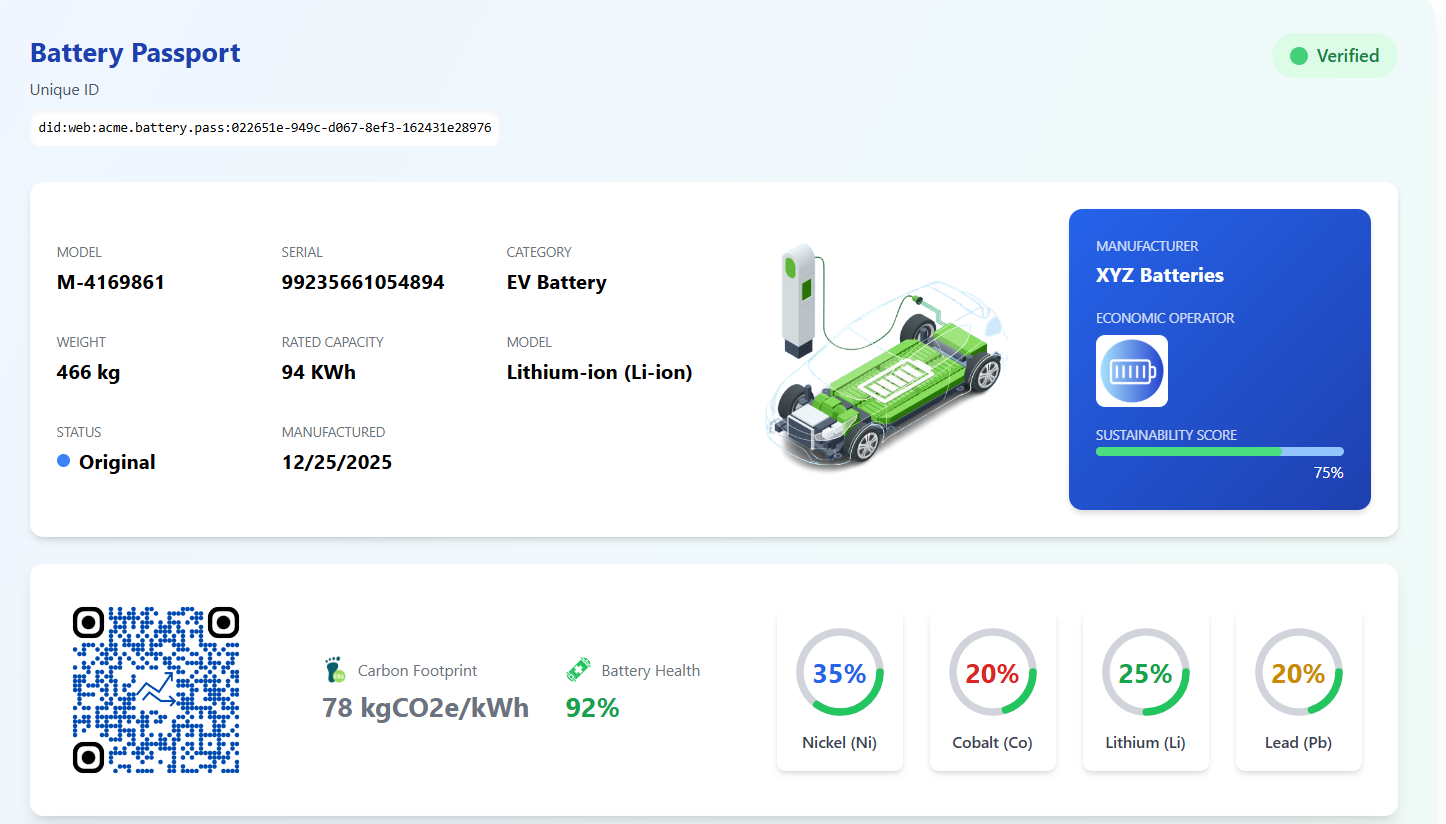 Battery Passport
Verified
Unique ID
did:web:acme.battery.pass:022651e-949c-d067-8ef3-162431e28976
MODEL
M-4169861
SERIAL
99235661054894
CATEGORY
EV Battery
WEIGHT
466 kg
RATED CAPACITY
94 KWh
MODEL
Lithium-ion (Li-ion)
STATUS
Original
MANUFACTURED
12/25/2025
MANUFACTURER
XYZ Batteries
ECONOMIC OPERATOR
SUSTAINABILITY SCORE
75%
Carbon Footprint
78 kgCO2e/kWh
Battery Health
92%
35%
Nickel (Ni)
20%
Cobalt (Co)
25%
Lithium (Li)
20%
Lead (Pb)